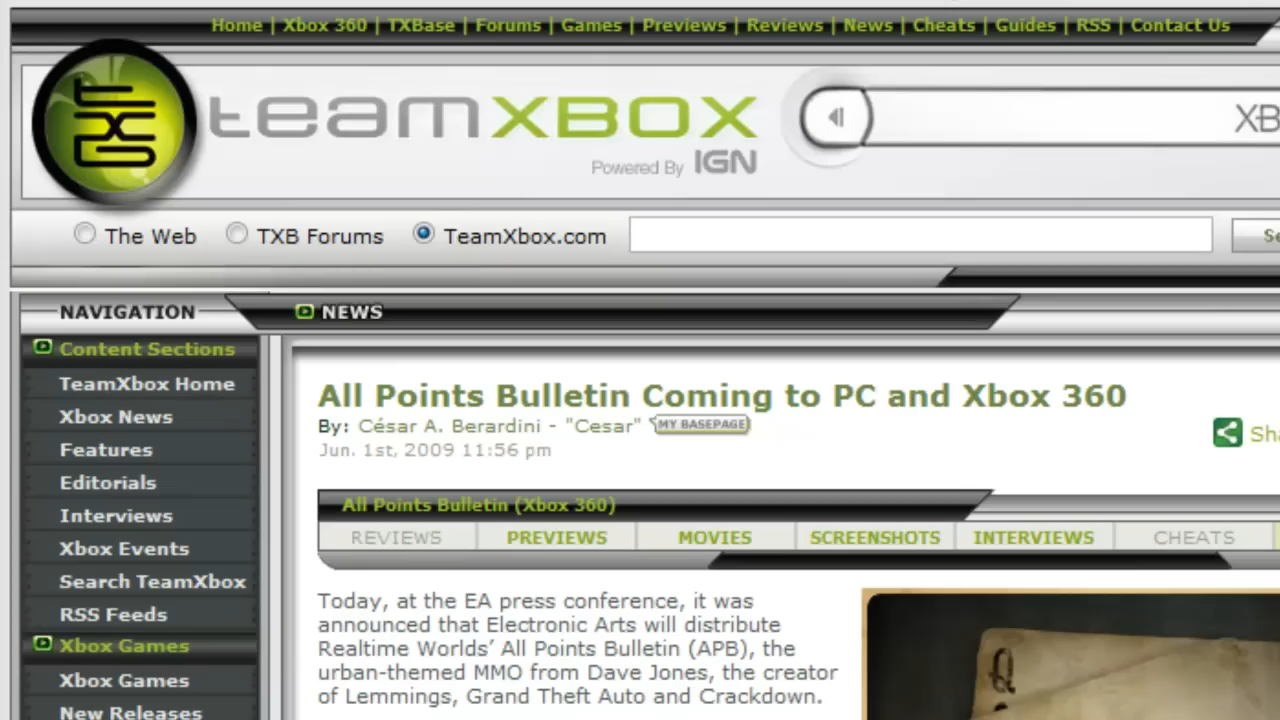 Home | Xbox 360 | TXBase | Forums | Games | Previews | Reviews | News | Cheats | Guides | RSS | Contact Us
TXB
teamXBOX
Powered By IGN
XB
The Web
TXB Forums
TeamXbox.com
Se
NAVIGATION
NEWS
Content Sections
TeamXbox Home
Xbox News
Features
Editorials
Interviews
Xbox Events
Search TeamXbox
RSS Feeds
Xbox Games
Xbox Games
New Releases
All Points Bulletin Coming to PC and Xbox 360
By: César A. Berardini - "Cesar" MY BASEPAGE
Jun. 1st, 2009 11:56 pm
Sha
All Points Bulletin (Xbox 360)
REVIEWS PREVIEWS MOVIES SCREENSHOTS INTERVIEWS CHEATS
Today, at the EA press conference, it was
announced that Electronic Arts will distribute
Realtime Worlds’ All Points Bulletin (APB), the
urban-themed MMO from Dave Jones, the creator
of Lemmings, Grand Theft Auto and Crackdown.
Q